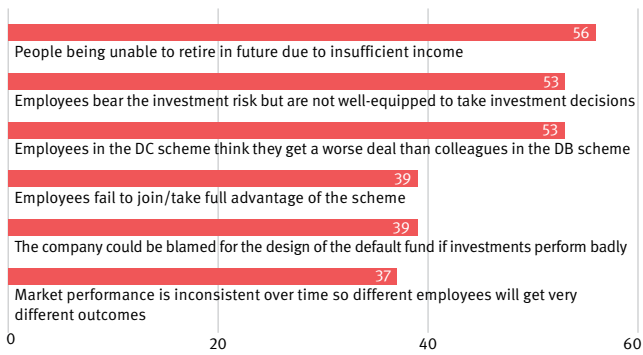 56
People being unable to retire in future due to insufficient income
53
Employees bear the investment risk but are not well-equipped to take investment decisions
53
Employees in the DC scheme think they get a worse deal than colleagues in the DB scheme
39
Employees fail to join/take full advantage of the scheme
39
The company could be blamed for the design of the default fund if investments perform badly
37
Market performance is inconsistent over time so different employees will get very
different outcomes
0 20 40 60